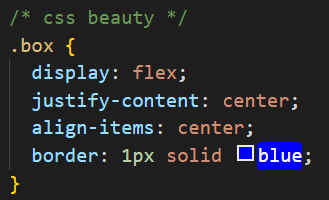 /* css beauty */
.box {
  display: flex;
  justify-content: center;
  align-items: center;
  border: 1px solid blue;
}